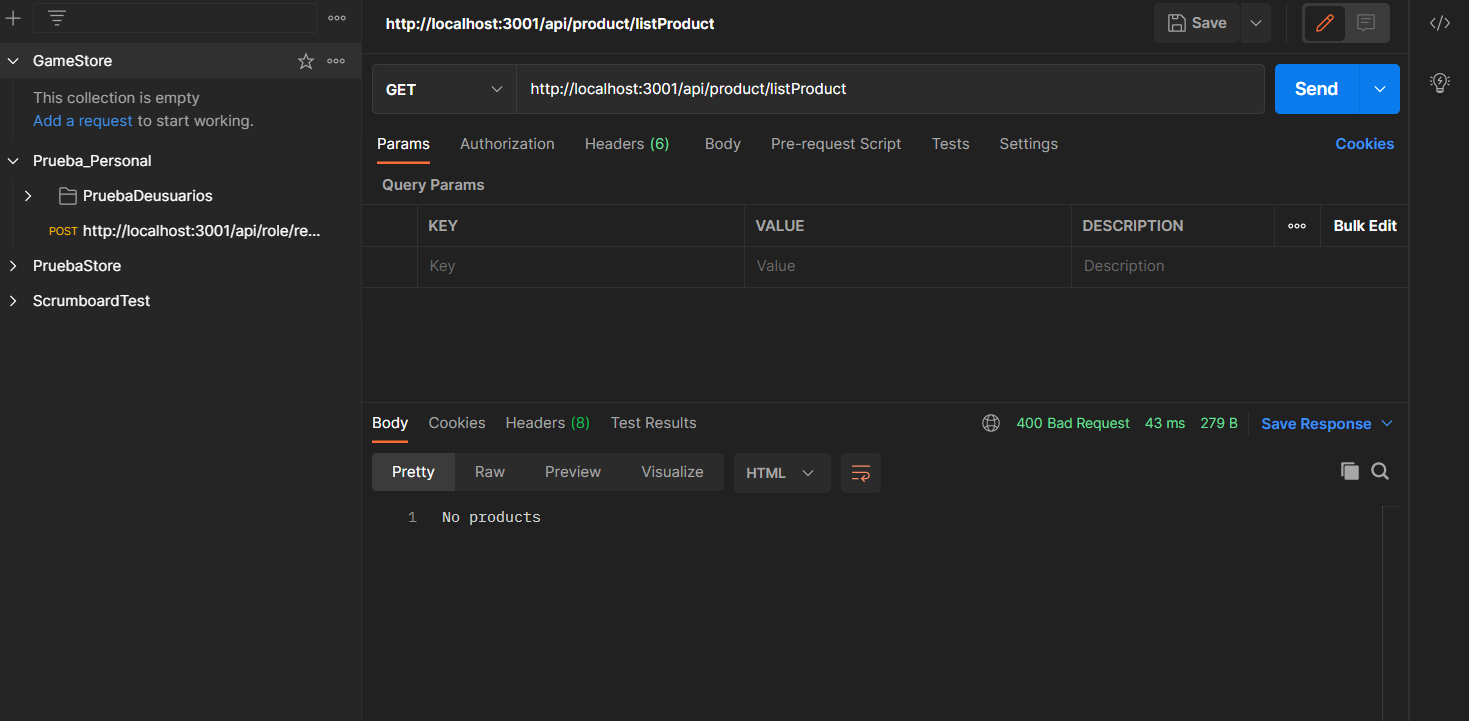 http://localhost:3001/api/product/listProduct
Save
GameStore
This collection is empty
Add a request to start working.
Prueba_Personal
PruebaDeusuarios
POST http://localhost:3001/api/role/re...
PruebaStore
ScrumboardTest
GET http://localhost:3001/api/product/listProduct Send
Params Authorization Headers (6) Body Pre-request Script Tests Settings Cookies
Query Params
KEY VALUE DESCRIPTION Bulk Edit
Key Value Description
Body Cookies Headers (8) Test Results 400 Bad Request 43 ms 279 B Save Response
Pretty Raw Preview Visualize HTML
1 No products